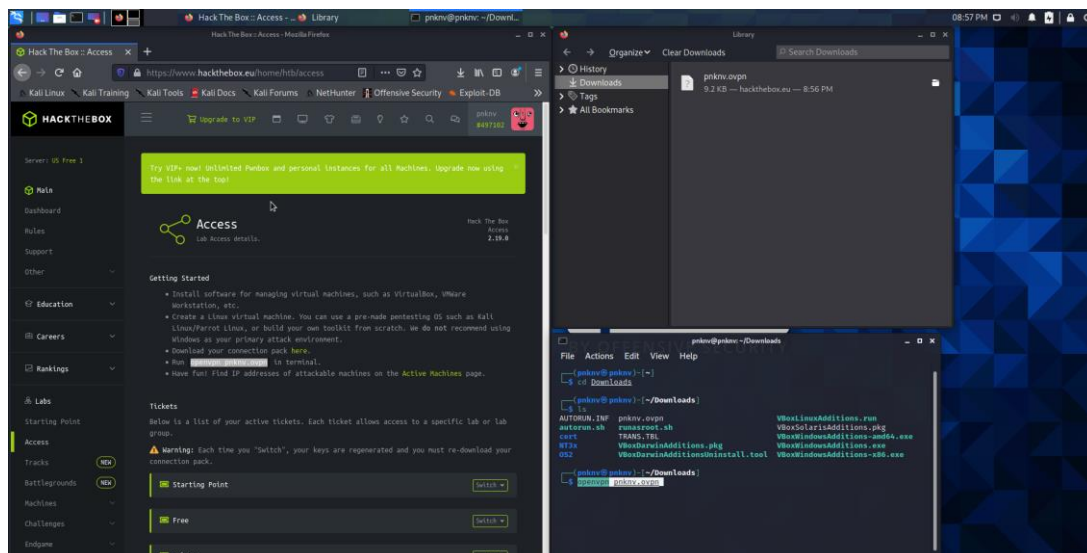 Hack The Box :: Access - ...
Library
pnknv@pnknv: ~/Downl...
08:57 PM
Hack The Box :: Access - Mozilla Firefox
Hack The Box :: Access
https://www.hackthebox.eu/home/htb/access
Kali Linux
Kali Training
Kali Tools
Kali Docs
Kali Forums
NetHunter
Offensive Security
Exploit-DB
HACKTHEBOX
Upgrade to VIP
pnknv
#497102
Server: US Free 1
Main
Dashboard
Rules
Support
Other
Education
Careers
Rankings
Labs
Starting Point
Access
Tracks NEW
Battlegrounds NEW
Machines
Challenges
Endgame
Try VIP+ now! Unlimited Pwnbox and personal instances for all Machines. Upgrade now using
the link at the top!
Access
Lab Access details.
Hack The Box
Access
2.19.0
Getting Started
Install software for managing virtual machines, such as VirtualBox, VMWare
Workstation, etc.
Create a Linux virtual machine. You can use a pre-made pentesting OS such as Kali
Linux/Parrot Linux, or build your own toolkit from scratch. We do not recommend using
Windows as your primary attack environment.
Download your connection pack here.
Run openvpn pnknv.ovpn in terminal.
Have fun! Find IP addresses of attackable machines on the Active Machines page.
Tickets
Below is a list of your active tickets. Each ticket allows access to a specific lab or lab
group.
Warning: Each time you "Switch", your keys are regenerated and you must re-download your
connection pack.
Starting Point
Switch
Free
Switch
Library
Organize
Clear Downloads
Search Downloads
History
Downloads
Tags
All Bookmarks
pnknv.ovpn
9.2 KB — hackthebox.eu — 8:56 PM
BY OFFENSIVE SECURITY
pnknv@pnknv: ~/Downloads
File Actions Edit View Help
(pnknv㉿pnknv)-[~]
$ cd Downloads
(pnknv㉿pnknv)-[~/Downloads]
$ ls
AUTORUN.INF pnknv.ovpn VBoxLinuxAdditions.run
autorun.sh runasroot.sh VBoxSolarisAdditions.pkg
cert TRANS.TBL VBoxWindowsAdditions-amd64.exe
NT3x VBoxDarwinAdditions.pkg VBoxWindowsAdditions.exe
OS2 VBoxDarwinAdditionsUninstall.tool VBoxWindowsAdditions-x86.exe
(pnknv㉿pnknv)-[~/Downloads]
$ openvpn pnknv.ovpn